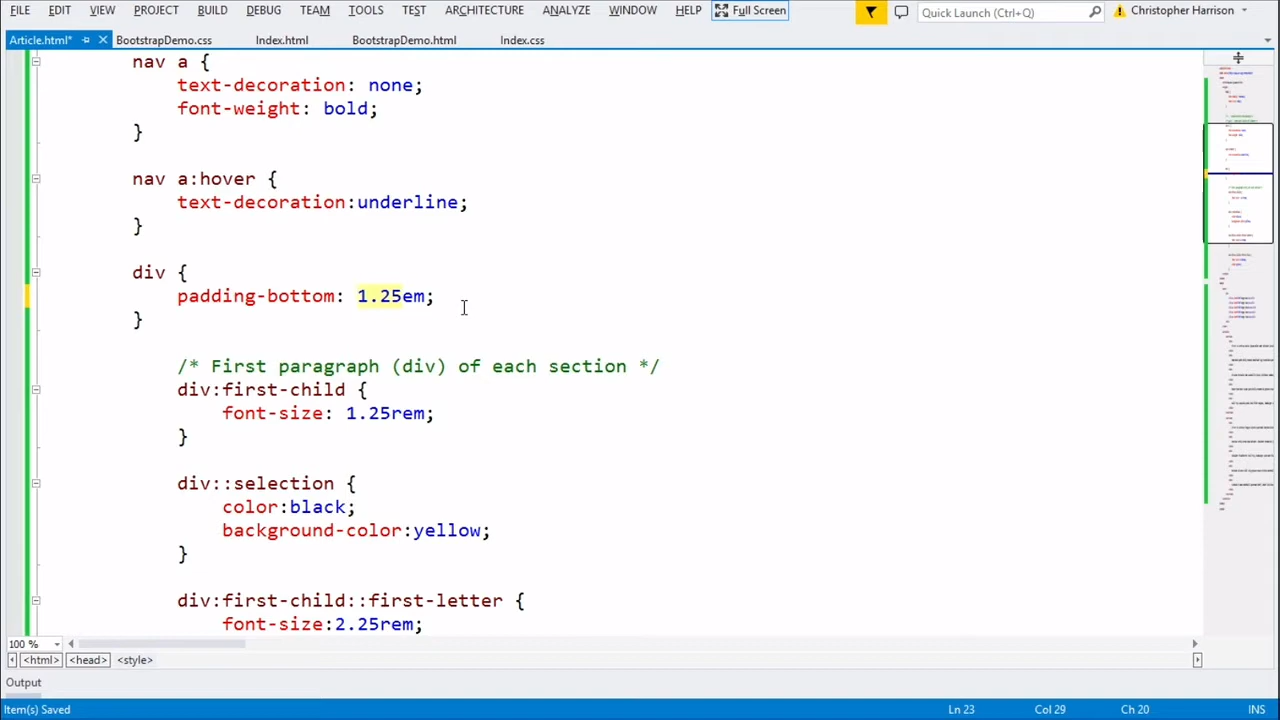 FILE EDIT VIEW PROJECT BUILD DEBUG TEAM TOOLS TEST ARCHITECTURE ANALYZE WINDOW HELP Full Screen Quick Launch (Ctrl+Q) Christopher Harrison
Article.html* BootstrapDemo.css Index.html BootstrapDemo.html Index.css
nav a {
text-decoration: none;
font-weight: bold;
}
nav a:hover {
text-decoration:underline;
}
div {
padding-bottom: 1.25em;
}
/* First paragraph (div) of each section */
div:first-child {
font-size: 1.25rem;
}
div::selection {
color:black;
background-color:yellow;
}
div:first-child::first-letter {
font-size:2.25rem;
100 %
<html> <head> <style>
Output
Item(s) Saved Ln 23 Col 29 Ch 20 INS